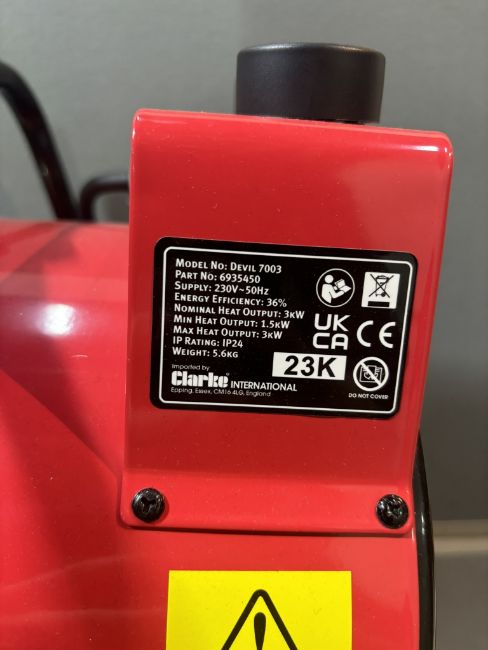 Model No: Devil 7003
Part No: 6935450
Supply: 230V~50Hz
Energy Efficiency: 36%
Nominal Heat Output: 3kW
Min Heat Output: 1.5kW
Max Heat Output: 3kW
IP Rating: IP24
Weight: 5.6kg
UK
CA CE
23K
DO NOT COVER
Imported by
Clarke INTERNATIONAL
Epping, Essex, CM16 4LG, England
!